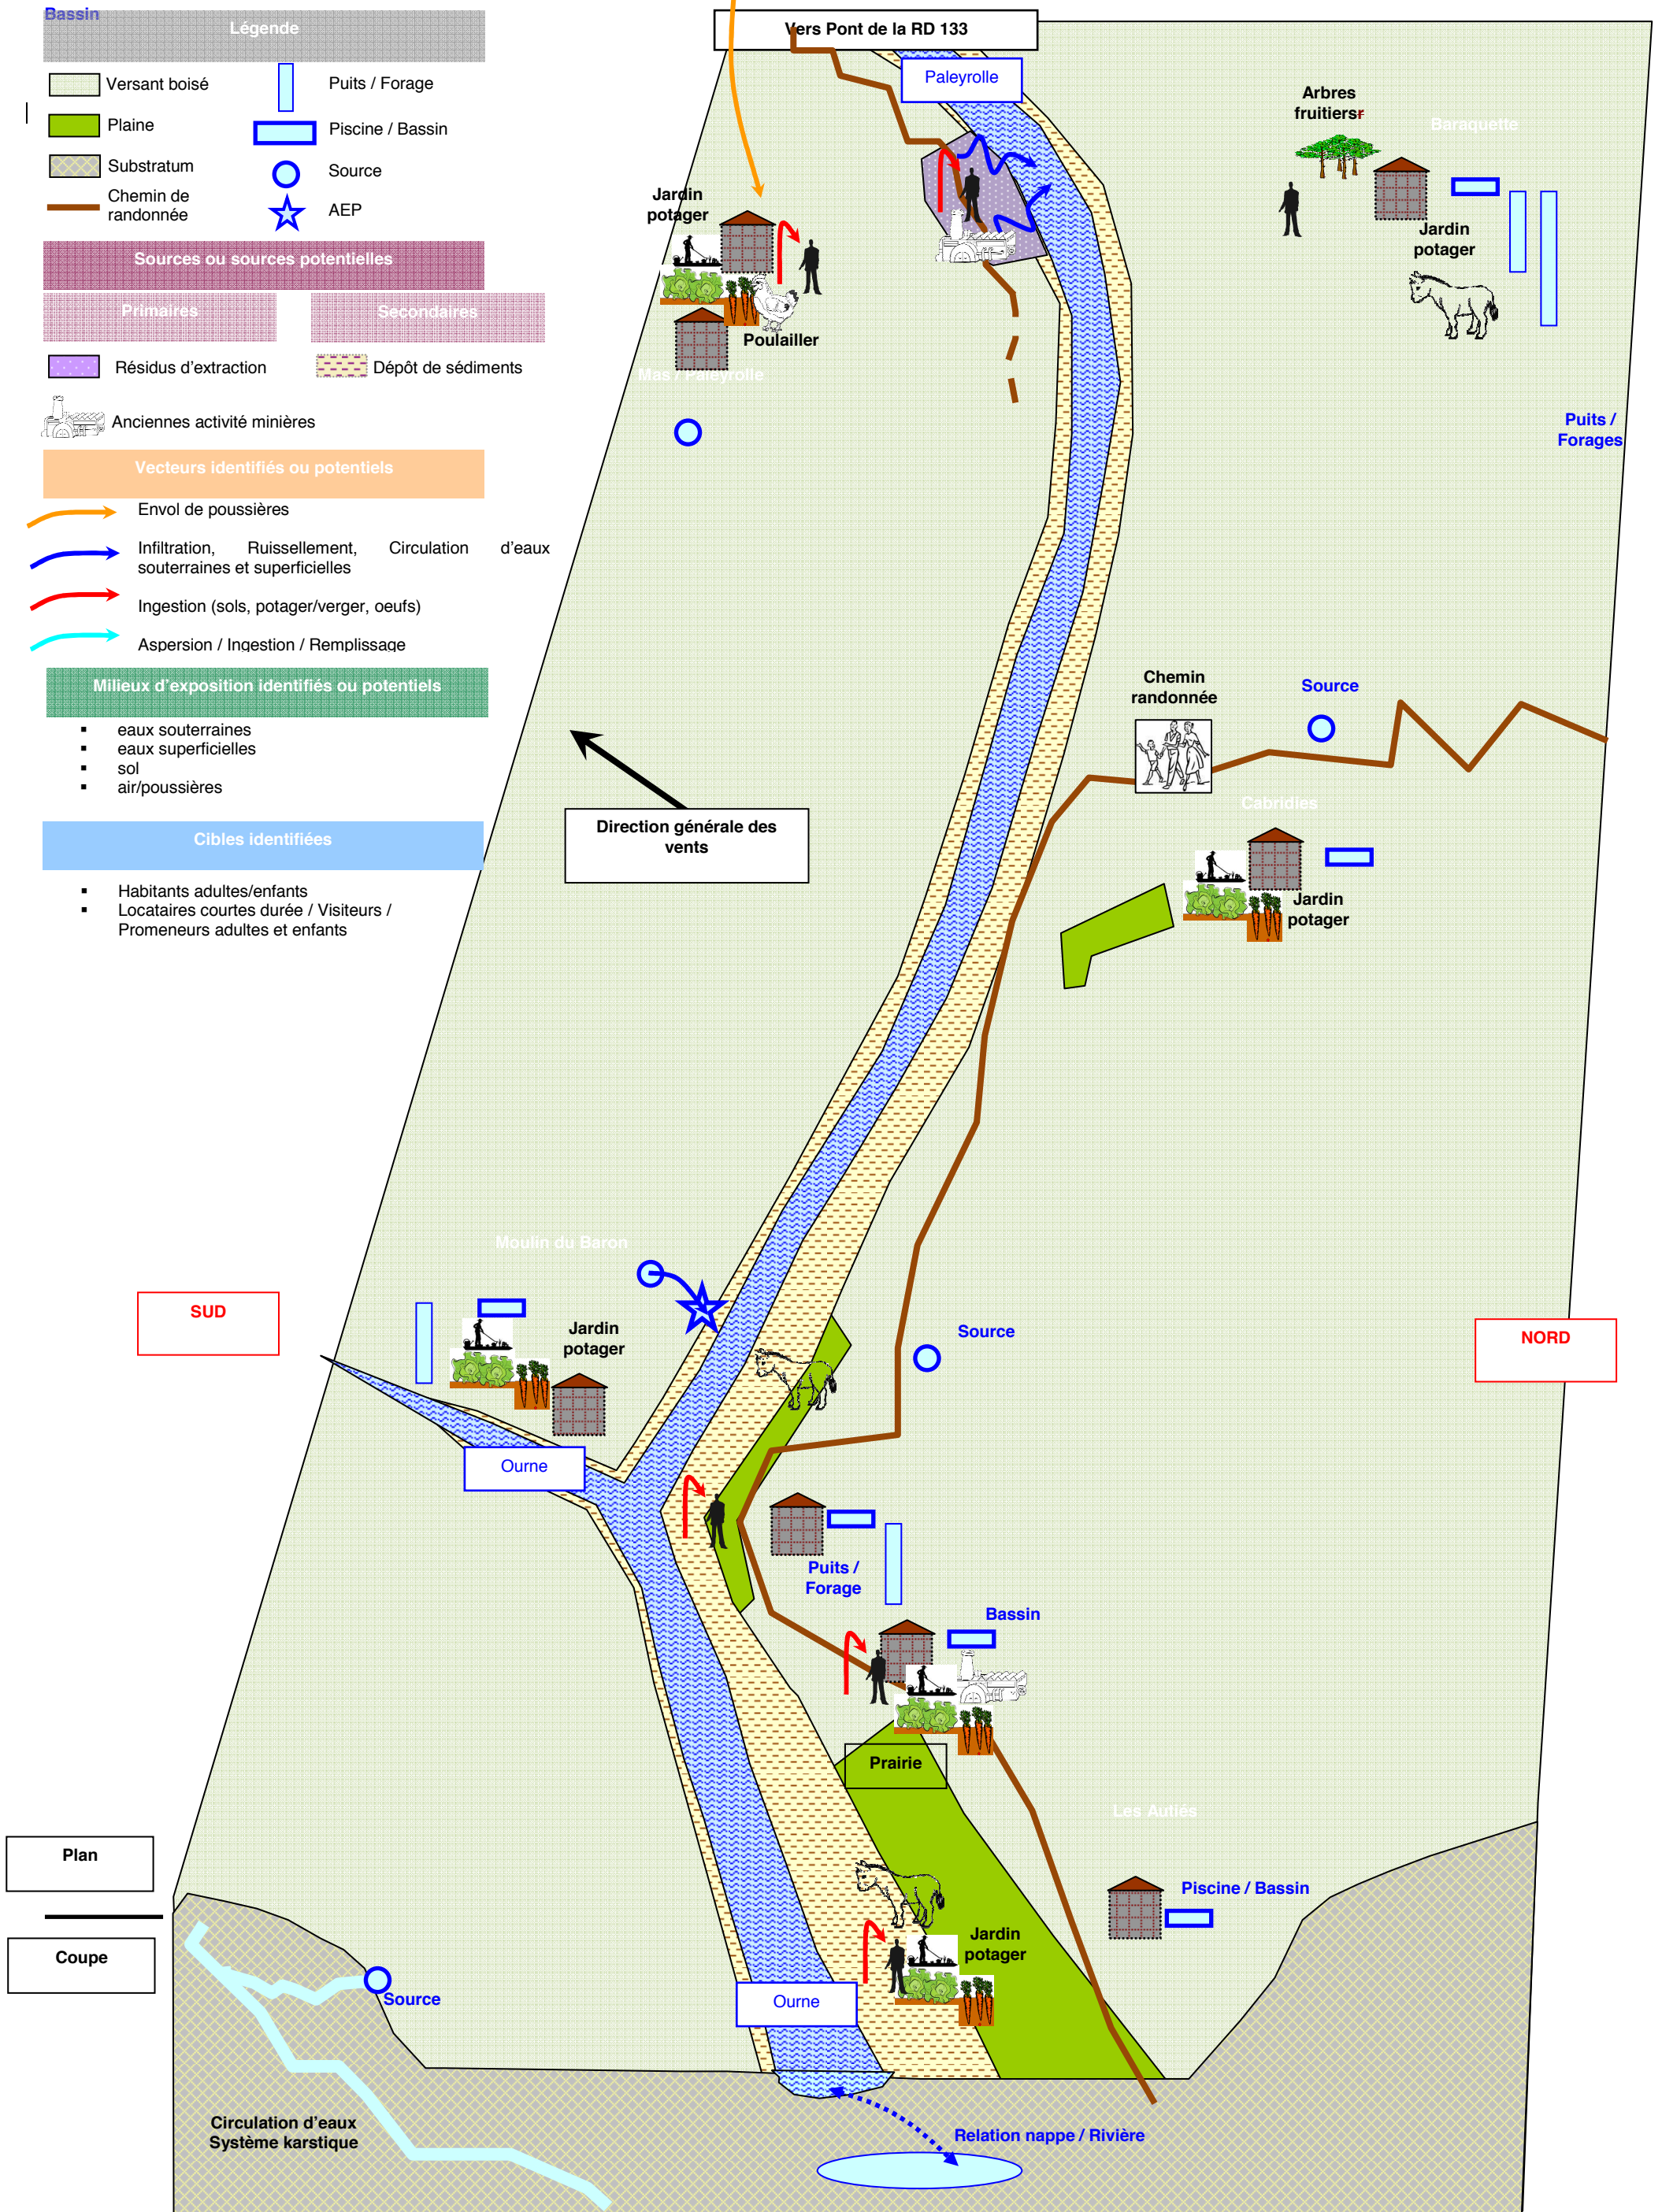 Bassin
Légende
Versant boisé
Puits / Forage
Plaine
Piscine / Bassin
Substratum
Source
Chemin de
randonnée
AEP
Sources ou sources potentielles
Primaires
Secondaires
Résidus d'extraction
Dépôt de sédiments
Anciennes activité minières
Vecteurs identifiés ou potentiels
Envol de poussières
Infiltration, Ruissellement, Circulation d'eaux
souterraines et superficielles
Ingestion (sols, potager/verger, oeufs)
Aspersion / Ingestion / Remplissage
Milieux d'exposition identifiés ou potentiels
▪ eaux souterraines
▪ eaux superficielles
▪ sol
▪ air/poussières
Cibles identifiées
▪ Habitants adultes/enfants
▪ Locataires courtes durée / Visiteurs /
Promeneurs adultes et enfants
Vers Pont de la RD 133
Paleyrolle
Arbres
fruitiersr
Baraquette
Jardin
potager
Jardin
potager
Poulailler
Mas / Paleyrolle
Puits /
Forages
Chemin
randonnée
Source
Cabridies
Direction générale des
vents
Jardin
potager
Moulin du Baron
SUD
Jardin
potager
Source
NORD
Ourne
Puits /
Forage
Bassin
Prairie
Les Autiés
Plan
Piscine / Bassin
Jardin
potager
Coupe
Source
Ourne
Circulation d'eaux
Système karstique
Relation nappe / Rivière